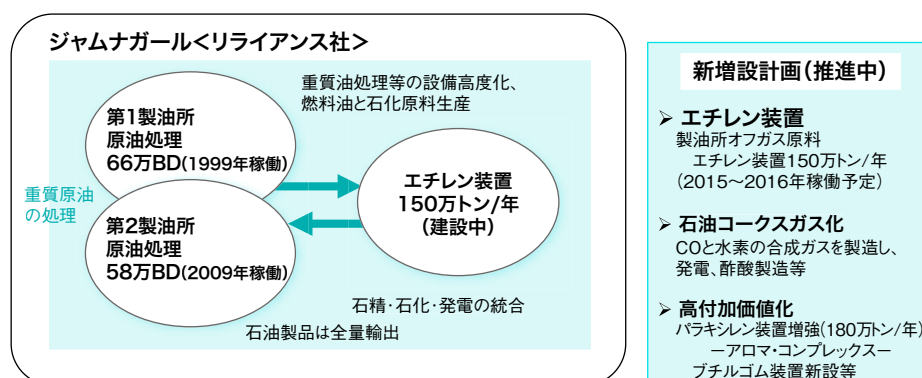 ジャムナガール＜リライアンス社＞
重質油処理等の設備高度化、
燃料油と石化原料生産
第1製油所
原油処理
66万BD(1999年稼働)
重質原油
の処理
第2製油所
原油処理
58万BD(2009年稼働)
エチレン装置
150万トン/年
(建設中)
石精・石化・発電の統合
石油製品は全量輸出
新増設計画(推進中)
➢ エチレン装置
製油所オフガス原料
エチレン装置150万トン/年
(2015～2016年稼働予定)
➢ 石油コークスガス化
COと水素の合成ガスを製造し、
発電、酢酸製造等
➢ 高付加価値化
パラキシレン装置増強(180万トン/年)
－アロマ・コンプレックス－
ブチルゴム装置新設等